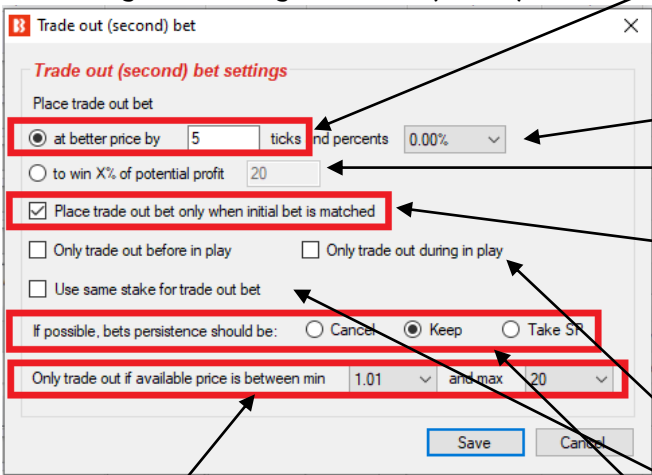 Trade out (second) bet
Trade out (second) bet settings
Place trade out bet
at better price by 5 ticks and percents 0.00%
to win X% of potential profit 20
Place trade out bet only when initial bet is matched
Only trade out before in play Only trade out during in play
Use same stake for trade out bet
If possible, bets persistence should be: Cancel Keep Take SP
Only trade out if available price is between min 1.01 and max 20
Save Cancel